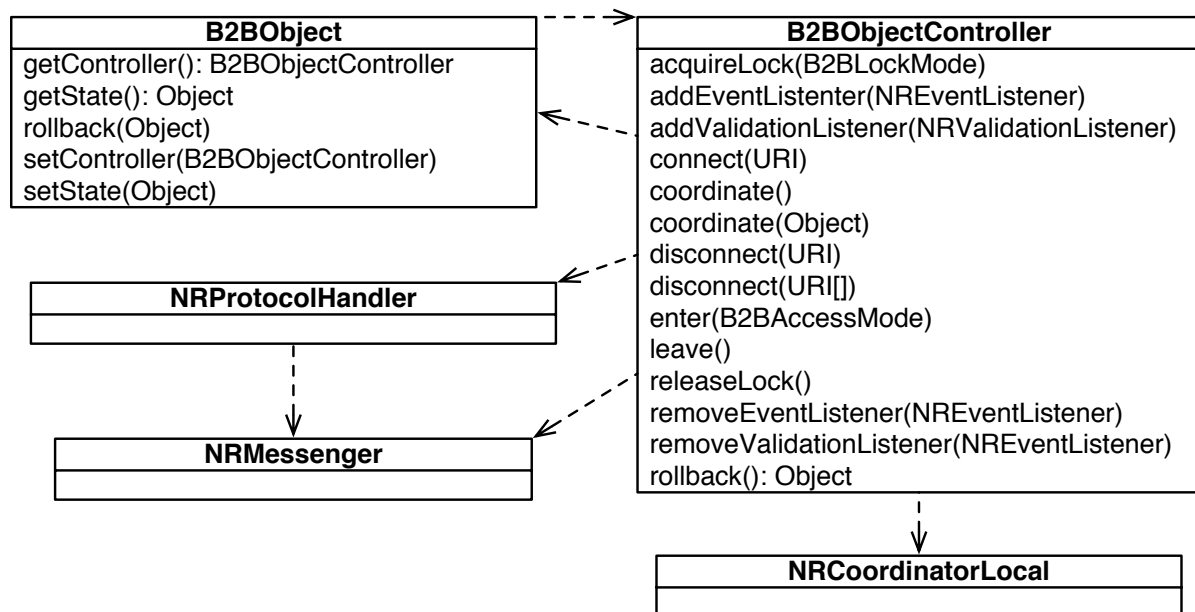 B2BObject
getController(): B2BObjectController
getState(): Object
rollback(Object)
setController(B2BObjectController)
setState(Object)
B2BObjectController
acquireLock(B2BLockMode)
addEventListenter(NREventListener)
addValidationListener(NRValidationListener)
connect(URI)
coordinate()
coordinate(Object)
disconnect(URI)
disconnect(URI[])
enter(B2BAccessMode)
leave()
releaseLock()
removeEventListener(NREventListener)
removeValidationListener(NREventListener)
rollback(): Object
NRProtocolHandler
NRMessenger
NRCoordinatorLocal